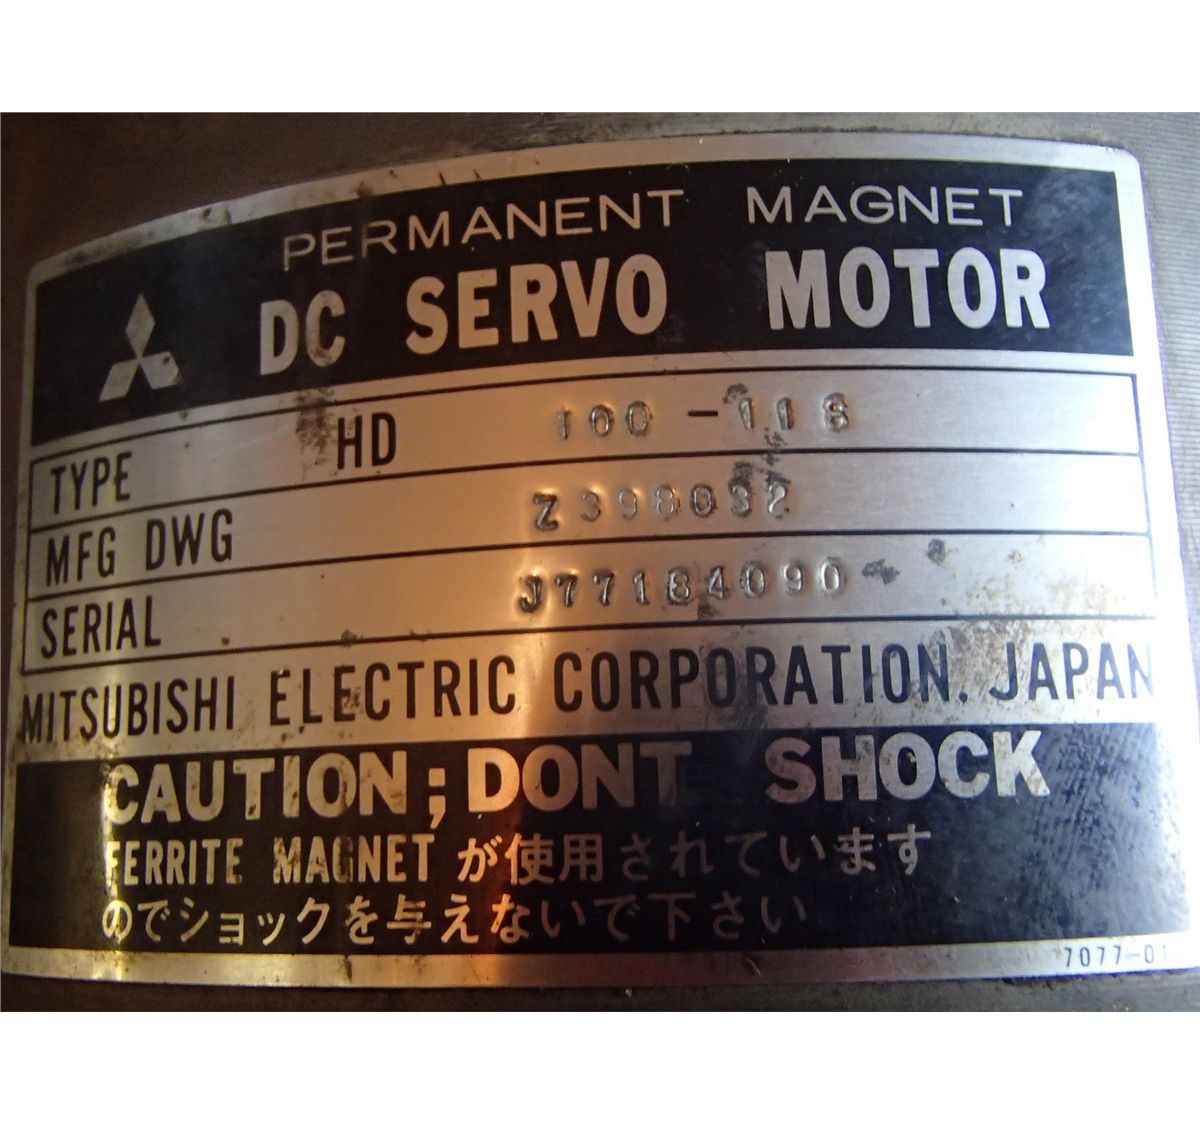 PERMANENT MAGNET
DC SERVO MOTOR
TYPE HD 100-118
MFG DWG Z398032
SERIAL J77184090
MITSUBISHI ELECTRIC CORPORATION. JAPAN
CAUTION; DONT SHOCK
FERRITE MAGNET が使用されています
のでショックを与えないで下さい
7077-01